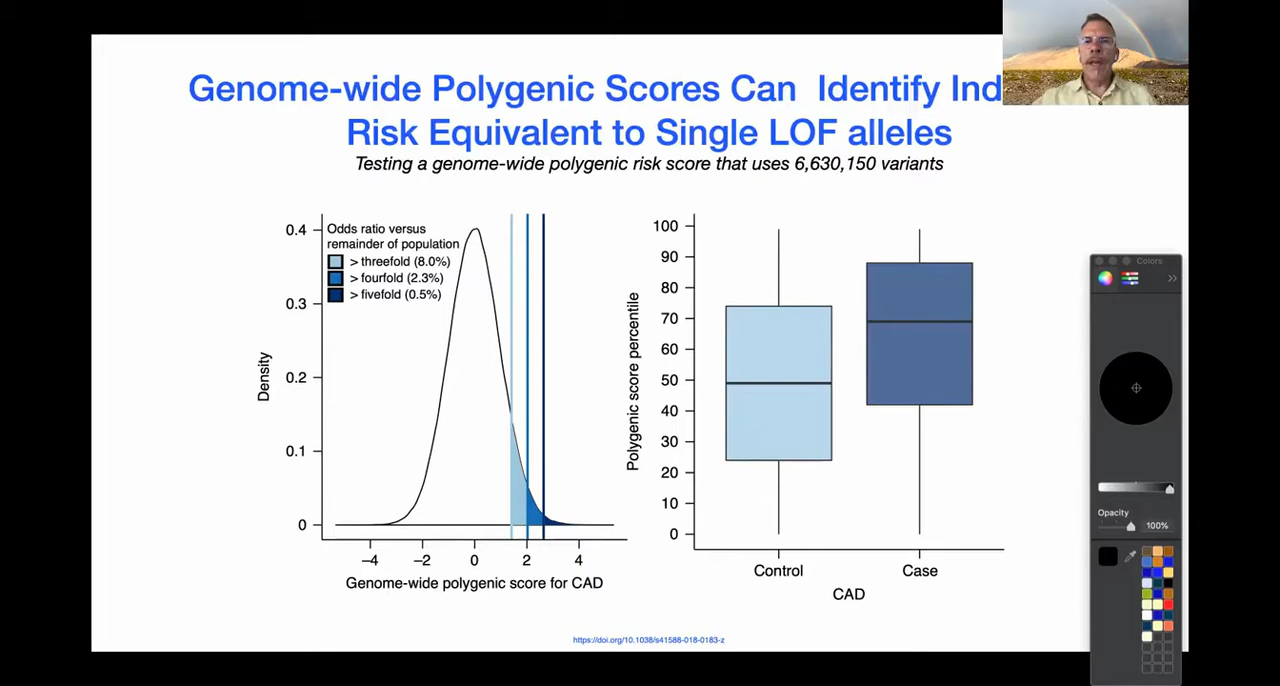 Genome-wide Polygenic Scores Can  Identify Ind
Risk Equivalent to Single LOF alleles
Testing a genome-wide polygenic risk score that uses 6,630,150 variants
Odds ratio versus
remainder of population
> threefold (8.0%)
> fourfold (2.3%)
> fivefold (0.5%)
0.4
0.3
0.2
0.1
0
Density
−4
−2
0
2
4
Genome-wide polygenic score for CAD
100
90
80
70
60
50
40
30
20
10
0
Polygenic score percentile
Control
Case
CAD
https://doi.org/10.1038/s41588-018-0183-z
Colors
Opacity
100%